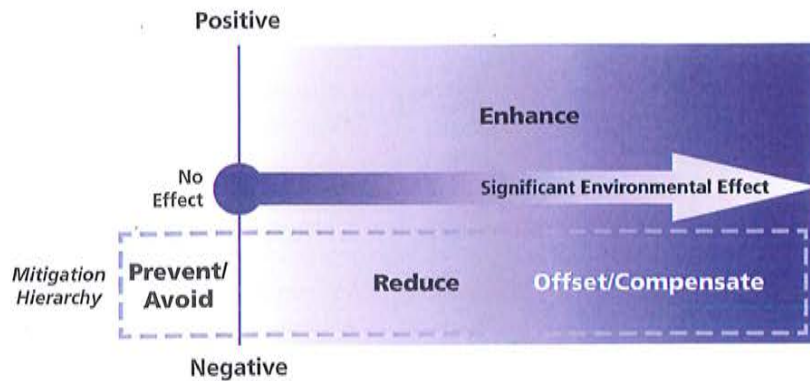 Positive
Enhance
No
Effect
Significant Environmental Effect
Mitigation
Hierarchy
Prevent/
Avoid
Reduce
Offset/Compensate
Negative